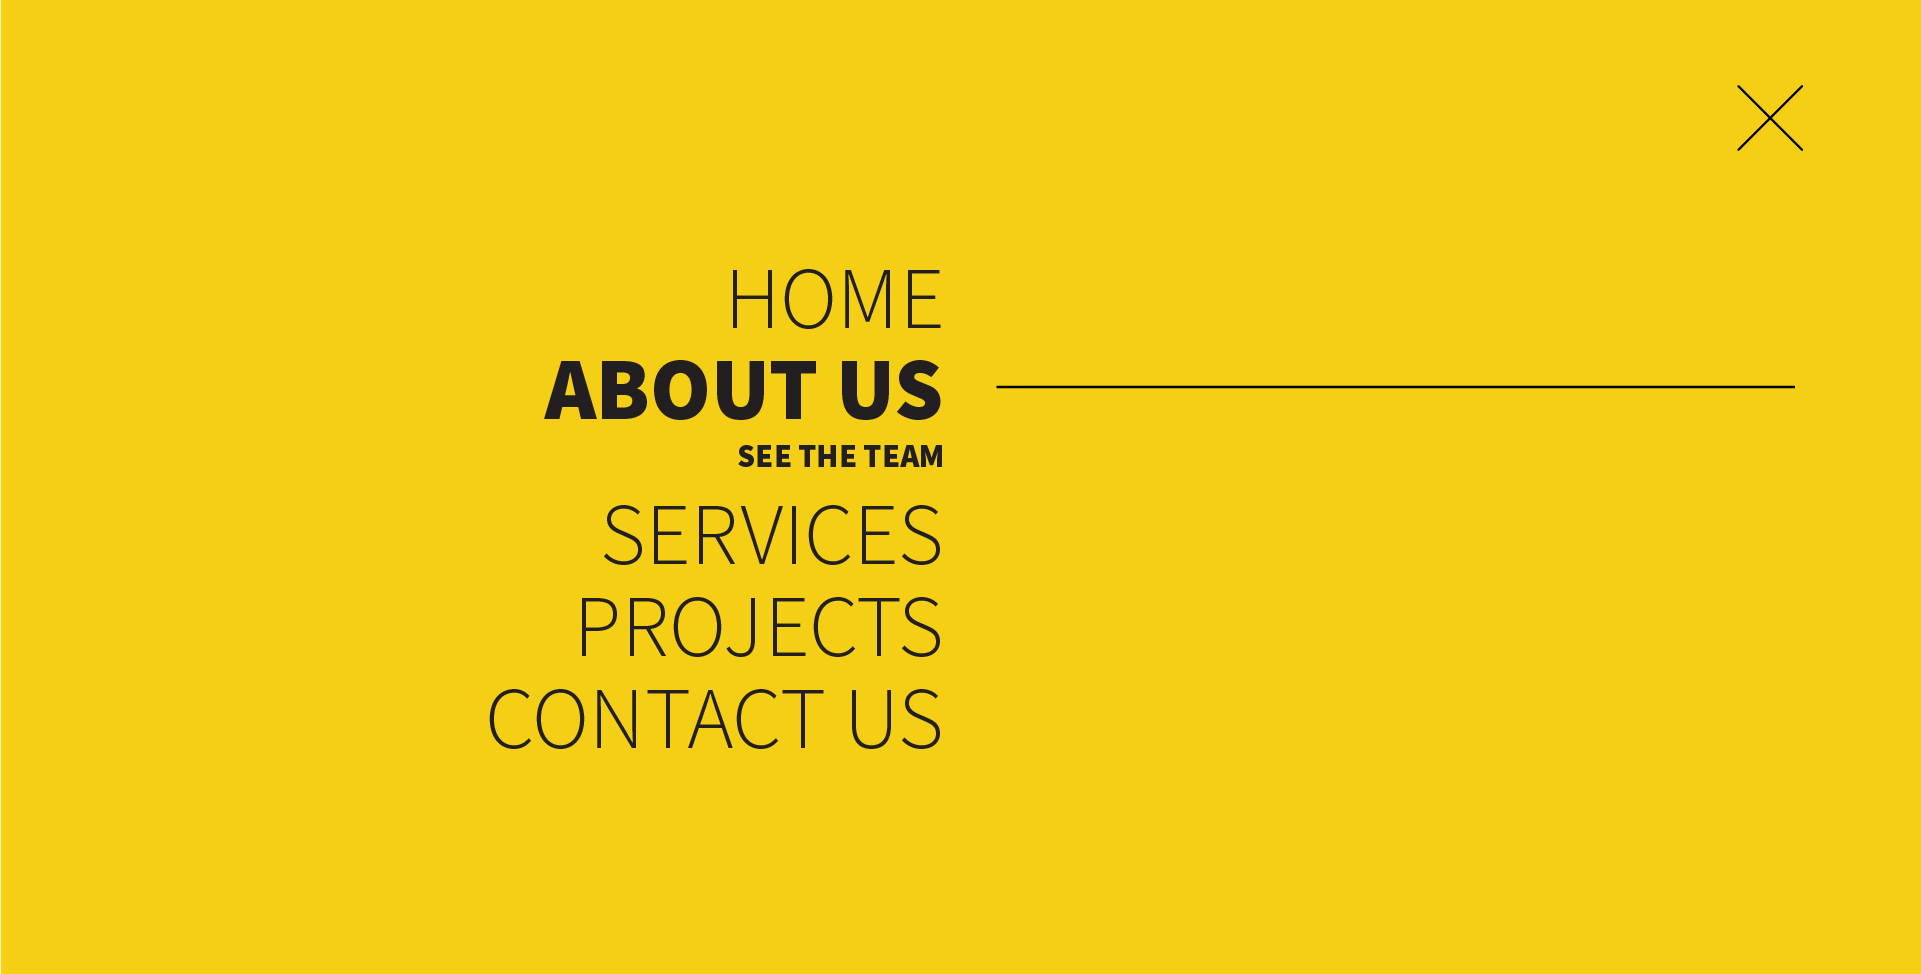 HOME
ABOUT US
SEE THE TEAM
SERVICES
PROJECTS
CONTACT US